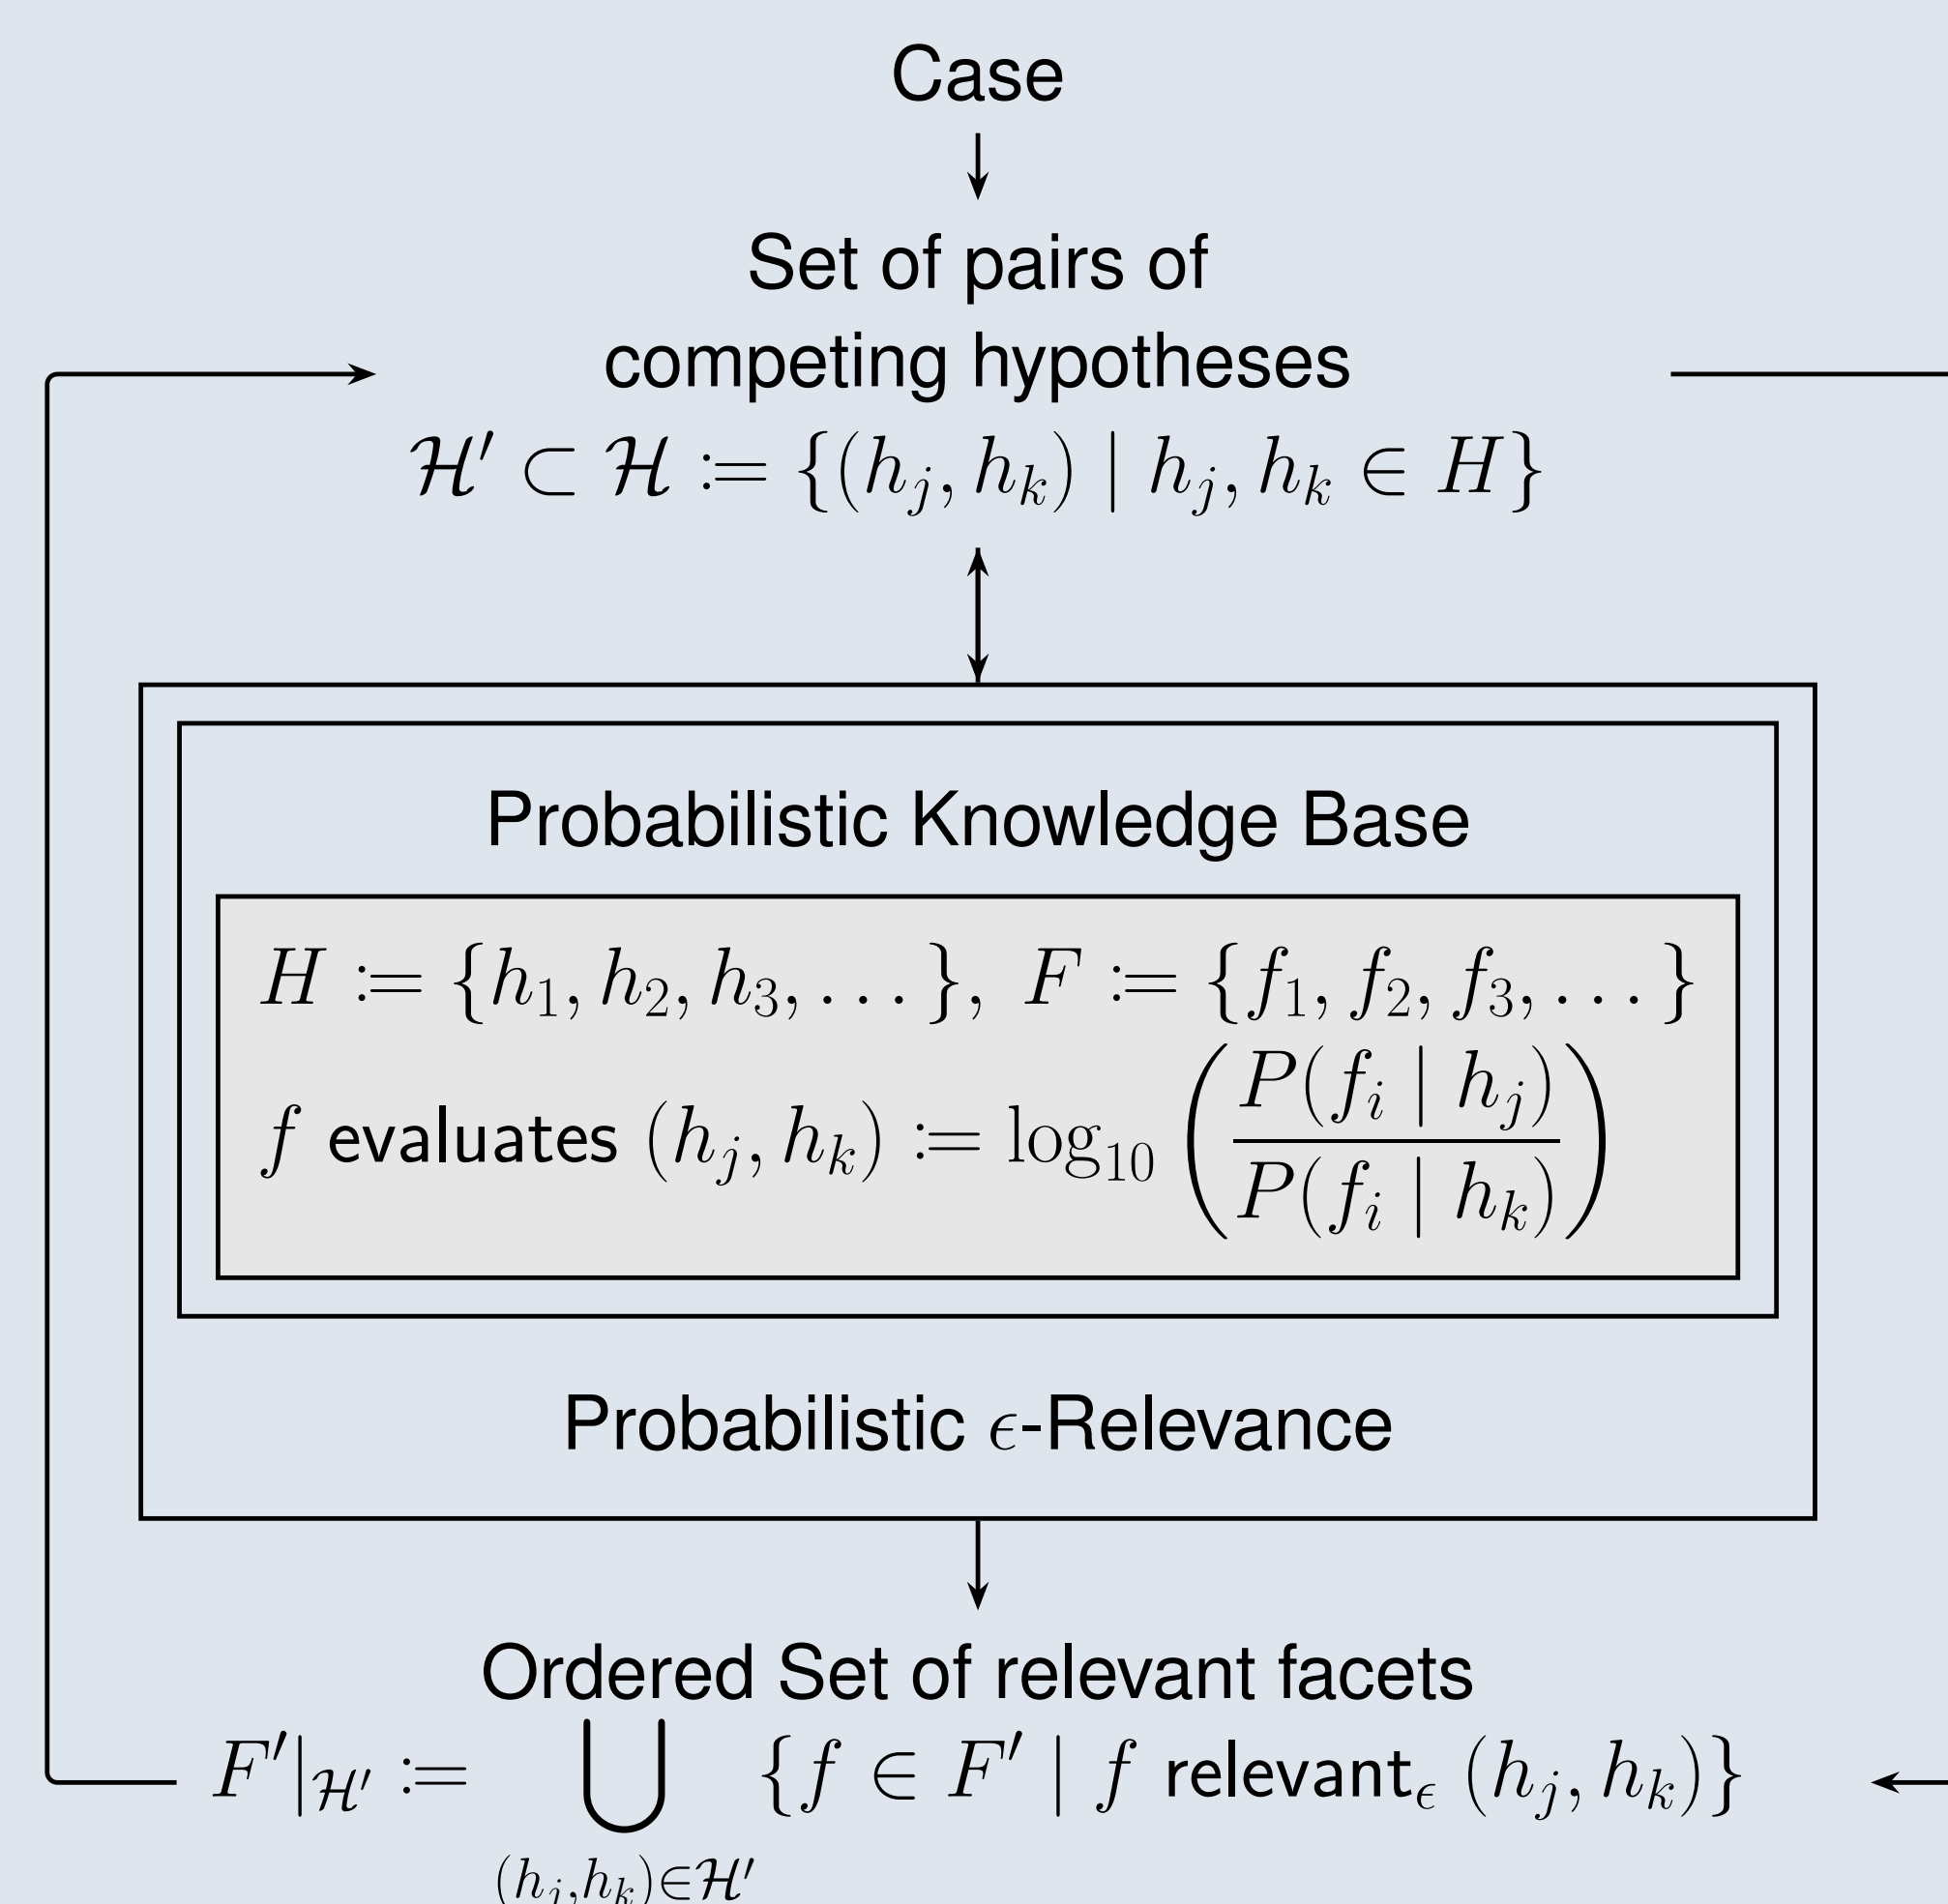 Case
Set of pairs of
competing hypotheses
ℋ′ ⊂ ℋ := {(h_j, h_k) | h_j, h_k ∈ H}
Probabilistic Knowledge Base
H := {h_1, h_2, h_3, . . . }, F := {f_1, f_2, f_3, . . . }
f evaluates (h_j, h_k) := log_10 (P(f_i | h_j) / P(f_i | h_k))
Probabilistic ϵ-Relevance
Ordered Set of relevant facets
F′|_ℋ′ := ⋃ {f ∈ F′ | f relevant_ϵ (h_j, h_k)}
(h_j,h_k)∈ℋ′